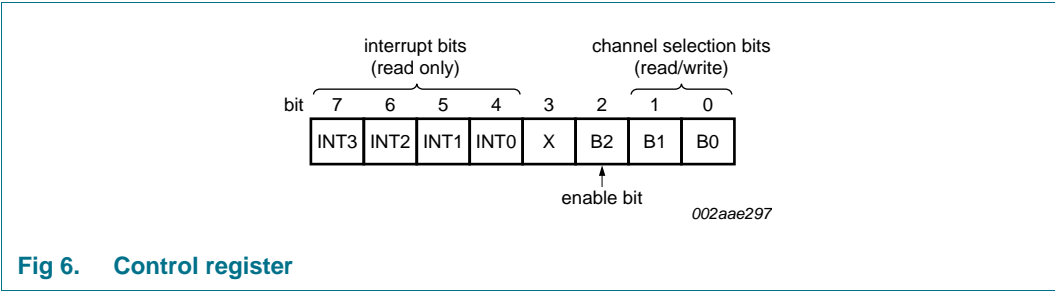 interrupt bits channel selection bits
(read only) (read/write)
bit 7 6 5 4 3 2 1 0
INT3 INT2 INT1 INT0 X B2 B1 B0
enable bit
002aae297
Fig 6. Control register